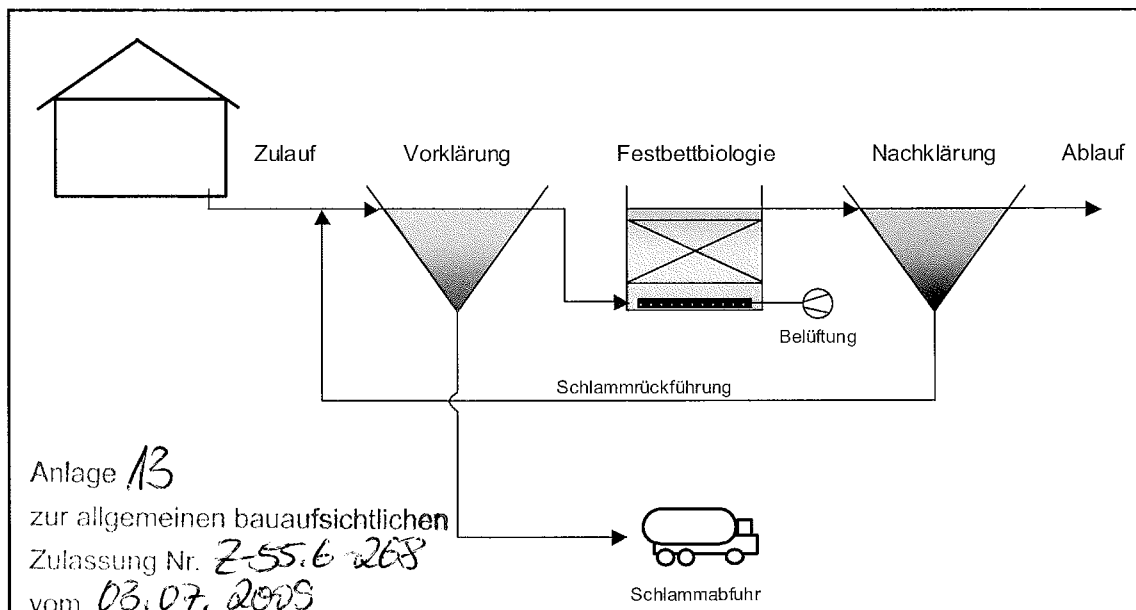 Zulauf Vorklärung Festbettbiologie Nachklärung Ablauf
Belüftung
Schlammrückführung
Anlage 13
zur allgemeinen bauaufsichtlichen
Zulassung Nr. Z-55.6-268
vom 03.07.2009
Schlammabfuhr